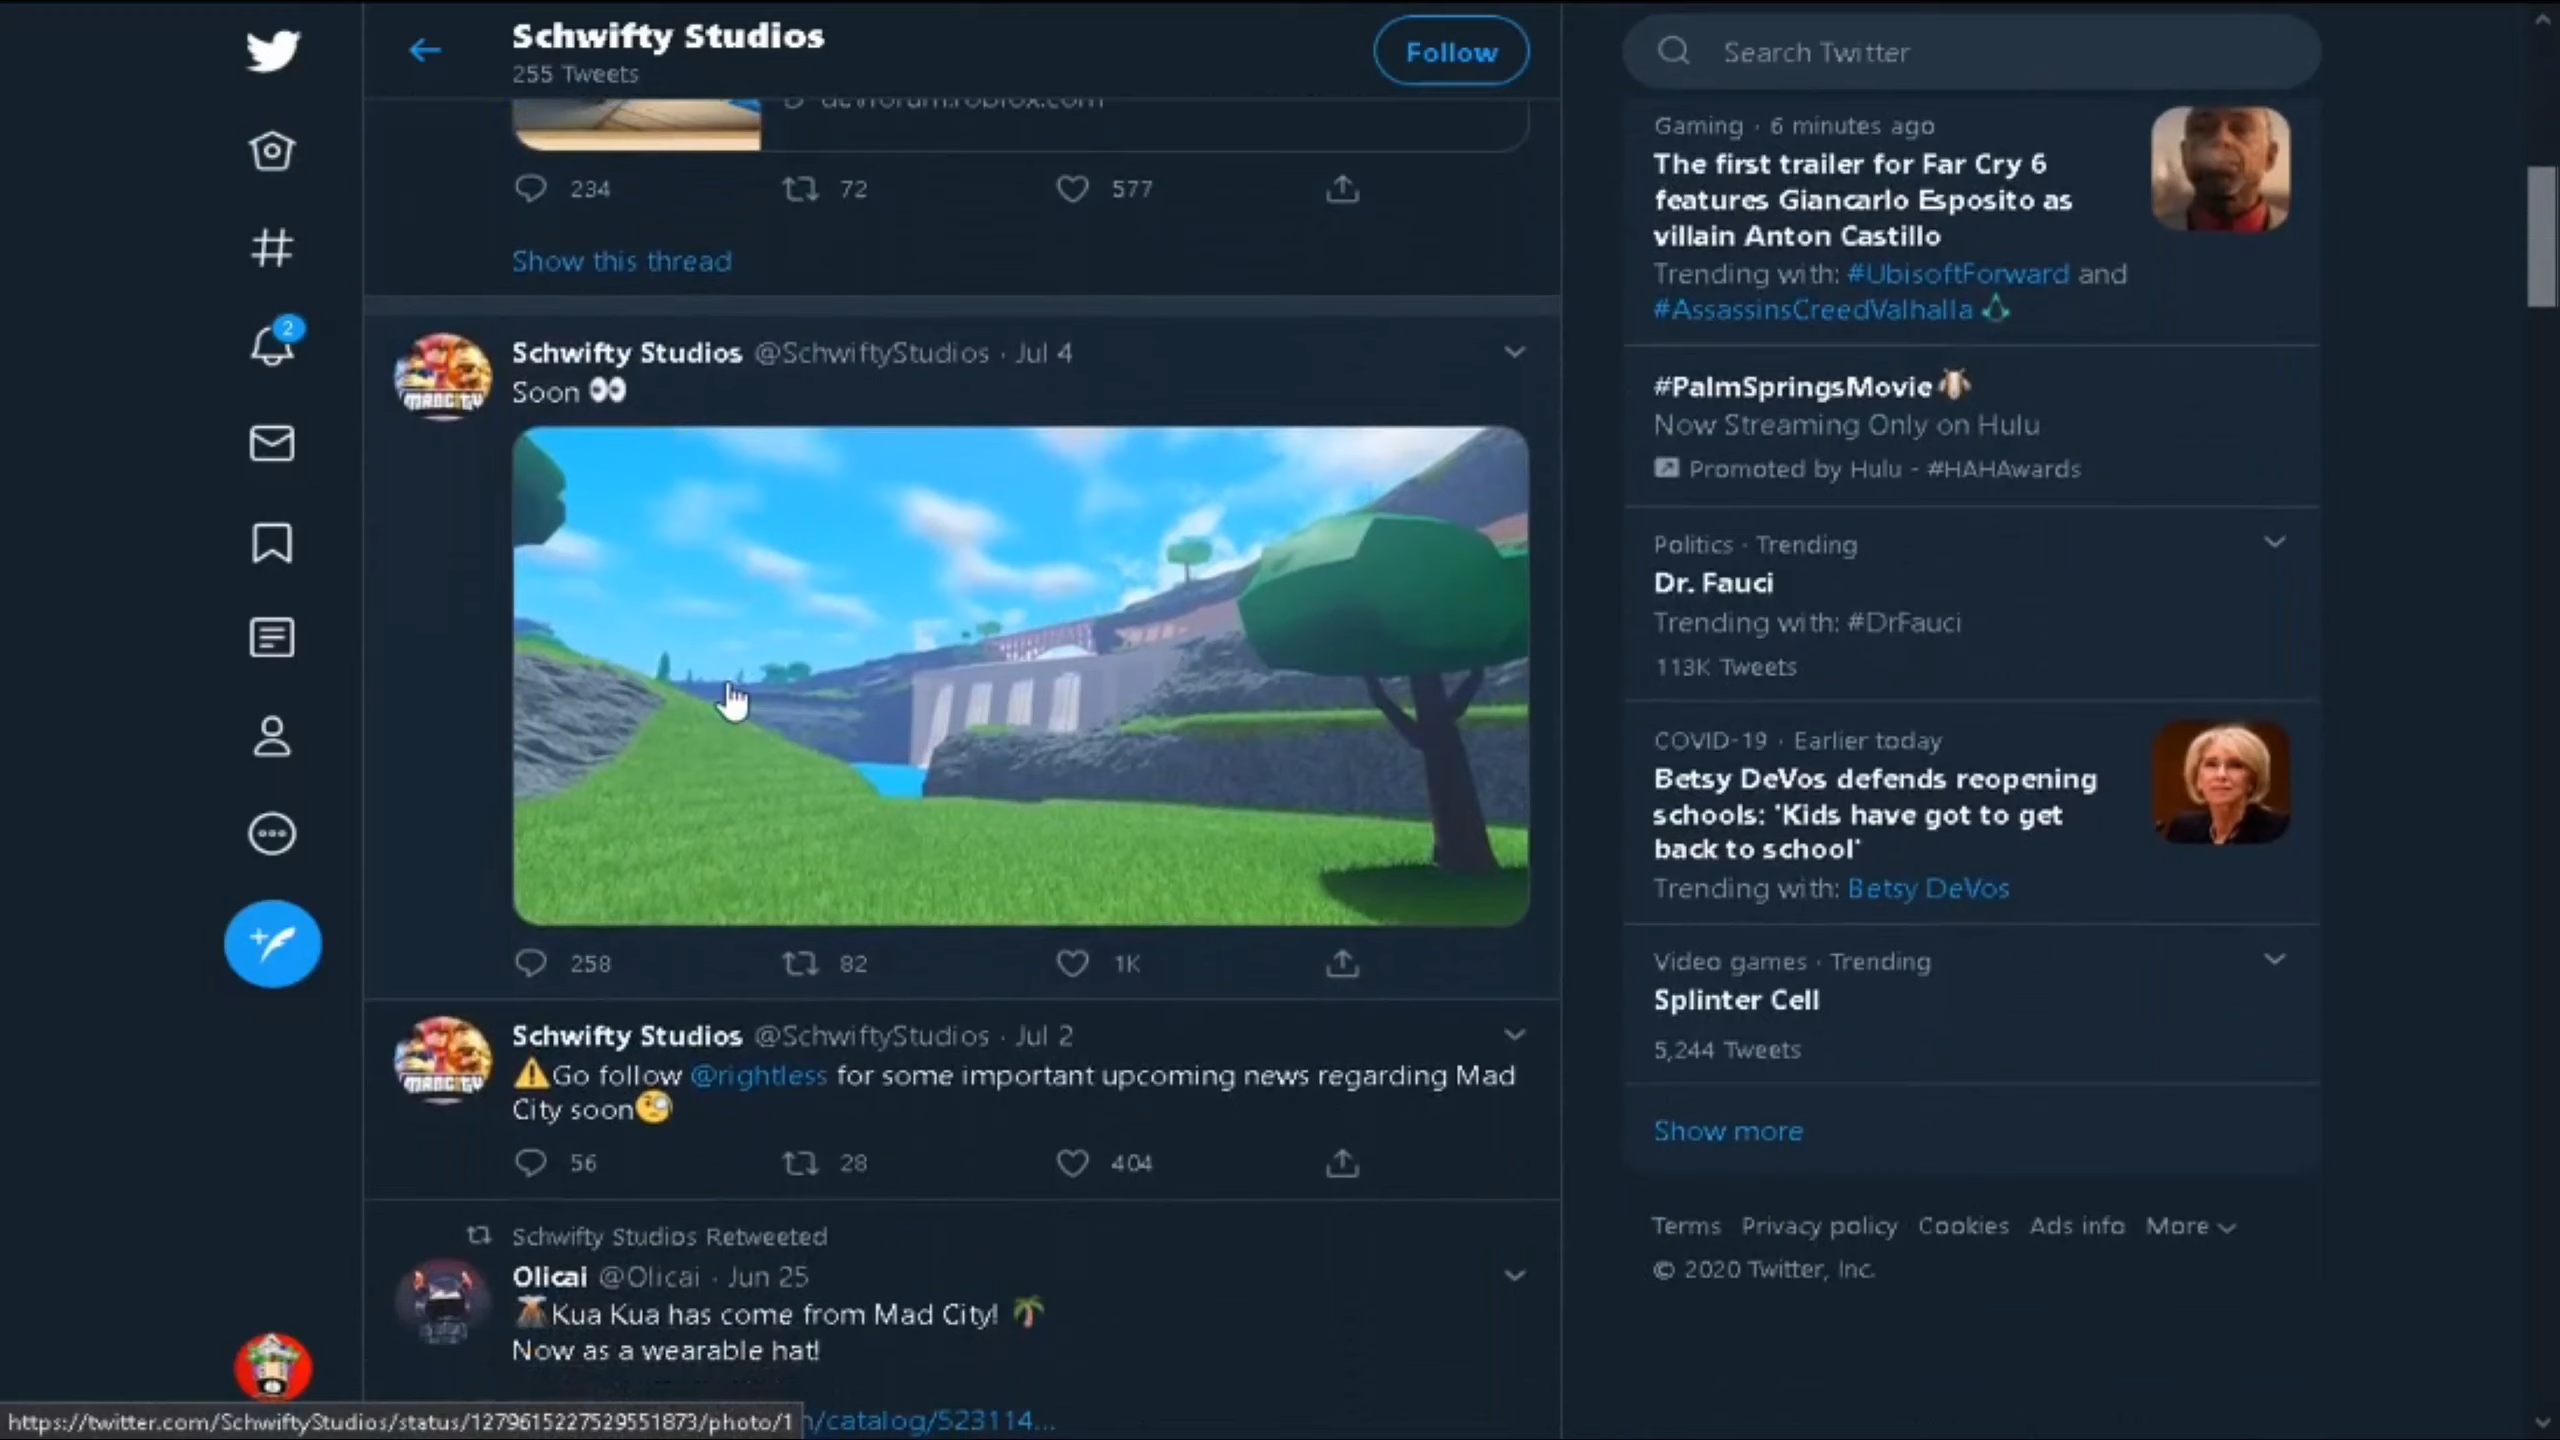 Schwifty Studios
255 Tweets
Follow
devforum.roblox.com
234 72 577
Show this thread
Schwifty Studios @SchwiftyStudios · Jul 4
Soon 👀
258 82 1K
MADCITY
Schwifty Studios @SchwiftyStudios · Jul 2
⚠️Go follow @rightless for some important upcoming news regarding Mad
City soon🧐
56 28 404
MADCITY
Schwifty Studios Retweeted
Olicai @Olicai · Jun 25
🌋Kua Kua has come from Mad City! 🌴
Now as a wearable hat!
/catalog/523114...
https://twitter.com/SchwiftyStudios/status/1279615227529551873/photo/1
2
Search Twitter
Gaming · 6 minutes ago
The first trailer for Far Cry 6
features Giancarlo Esposito as
villain Anton Castillo
Trending with: #UbisoftForward and
#AssassinsCreedValhalla
#PalmSpringsMovie
Now Streaming Only on Hulu
Promoted by Hulu - #HAHAwards
Politics · Trending
Dr. Fauci
Trending with: #DrFauci
113K Tweets
COVID-19 · Earlier today
Betsy DeVos defends reopening
schools: 'Kids have got to get
back to school'
Trending with: Betsy DeVos
Video games · Trending
Splinter Cell
5,244 Tweets
Show more
Terms Privacy policy Cookies Ads info More
© 2020 Twitter, Inc.